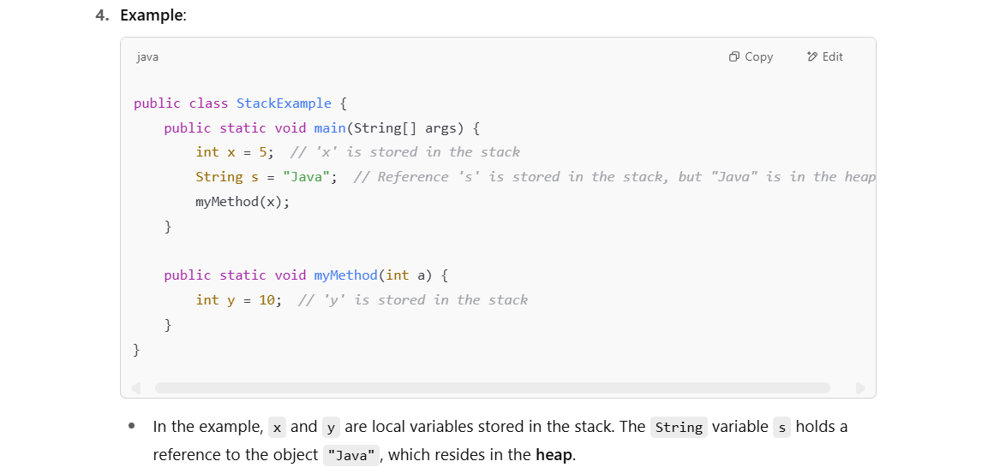 4. Example:
java Copy Edit
public class StackExample {
    public static void main(String[] args) {
        int x = 5;  // 'x' is stored in the stack
        String s = "Java";  // Reference 's' is stored in the stack, but "Java" is in the heap
        myMethod(x);
    }
    public static void myMethod(int a) {
        int y = 10;  // 'y' is stored in the stack
    }
}
• In the example, x and y are local variables stored in the stack. The String variable s holds a
reference to the object "Java", which resides in the heap.